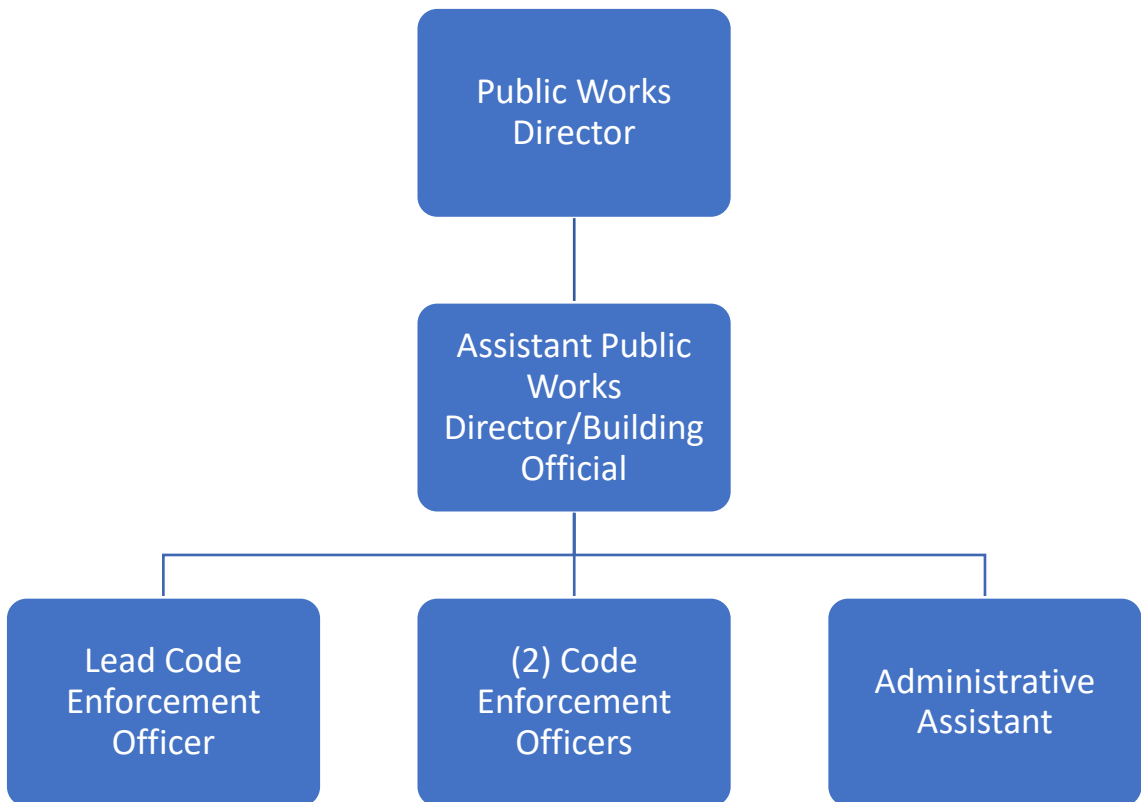 Public Works
Director
Assistant Public
Works
Director/Building
Official
Lead Code
Enforcement
Officer
(2) Code
Enforcement
Officers
Administrative
Assistant